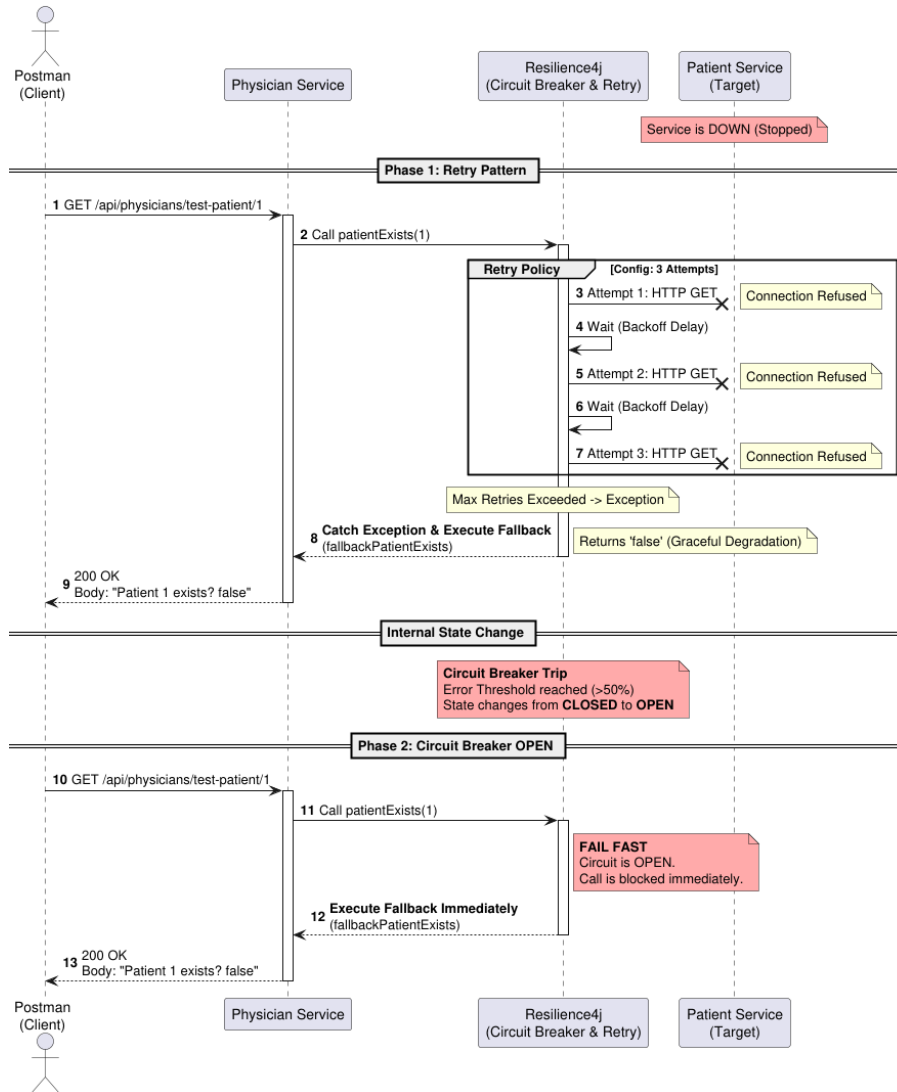 Postman
(Client)
Physician Service
Resilience4j
(Circuit Breaker & Retry)
Patient Service
(Target)
Service is DOWN (Stopped)
Phase 1: Retry Pattern
1 GET /api/physicians/test-patient/1
2 Call patientExists(1)
Retry Policy
[Config: 3 Attempts]
3 Attempt 1: HTTP GET
Connection Refused
4 Wait (Backoff Delay)
5 Attempt 2: HTTP GET
Connection Refused
6 Wait (Backoff Delay)
7 Attempt 3: HTTP GET
Connection Refused
Max Retries Exceeded -> Exception
8 Catch Exception & Execute Fallback
(fallbackPatientExists)
Returns 'false' (Graceful Degradation)
9 200 OK
Body: "Patient 1 exists? false"
Internal State Change
Circuit Breaker Trip
Error Threshold reached (>50%)
State changes from CLOSED to OPEN
Phase 2: Circuit Breaker OPEN
10 GET /api/physicians/test-patient/1
11 Call patientExists(1)
FAIL FAST
Circuit is OPEN.
Call is blocked immediately.
12 Execute Fallback Immediately
(fallbackPatientExists)
13 200 OK
Body: "Patient 1 exists? false"
Postman
(Client)
Physician Service
Resilience4j
(Circuit Breaker & Retry)
Patient Service
(Target)